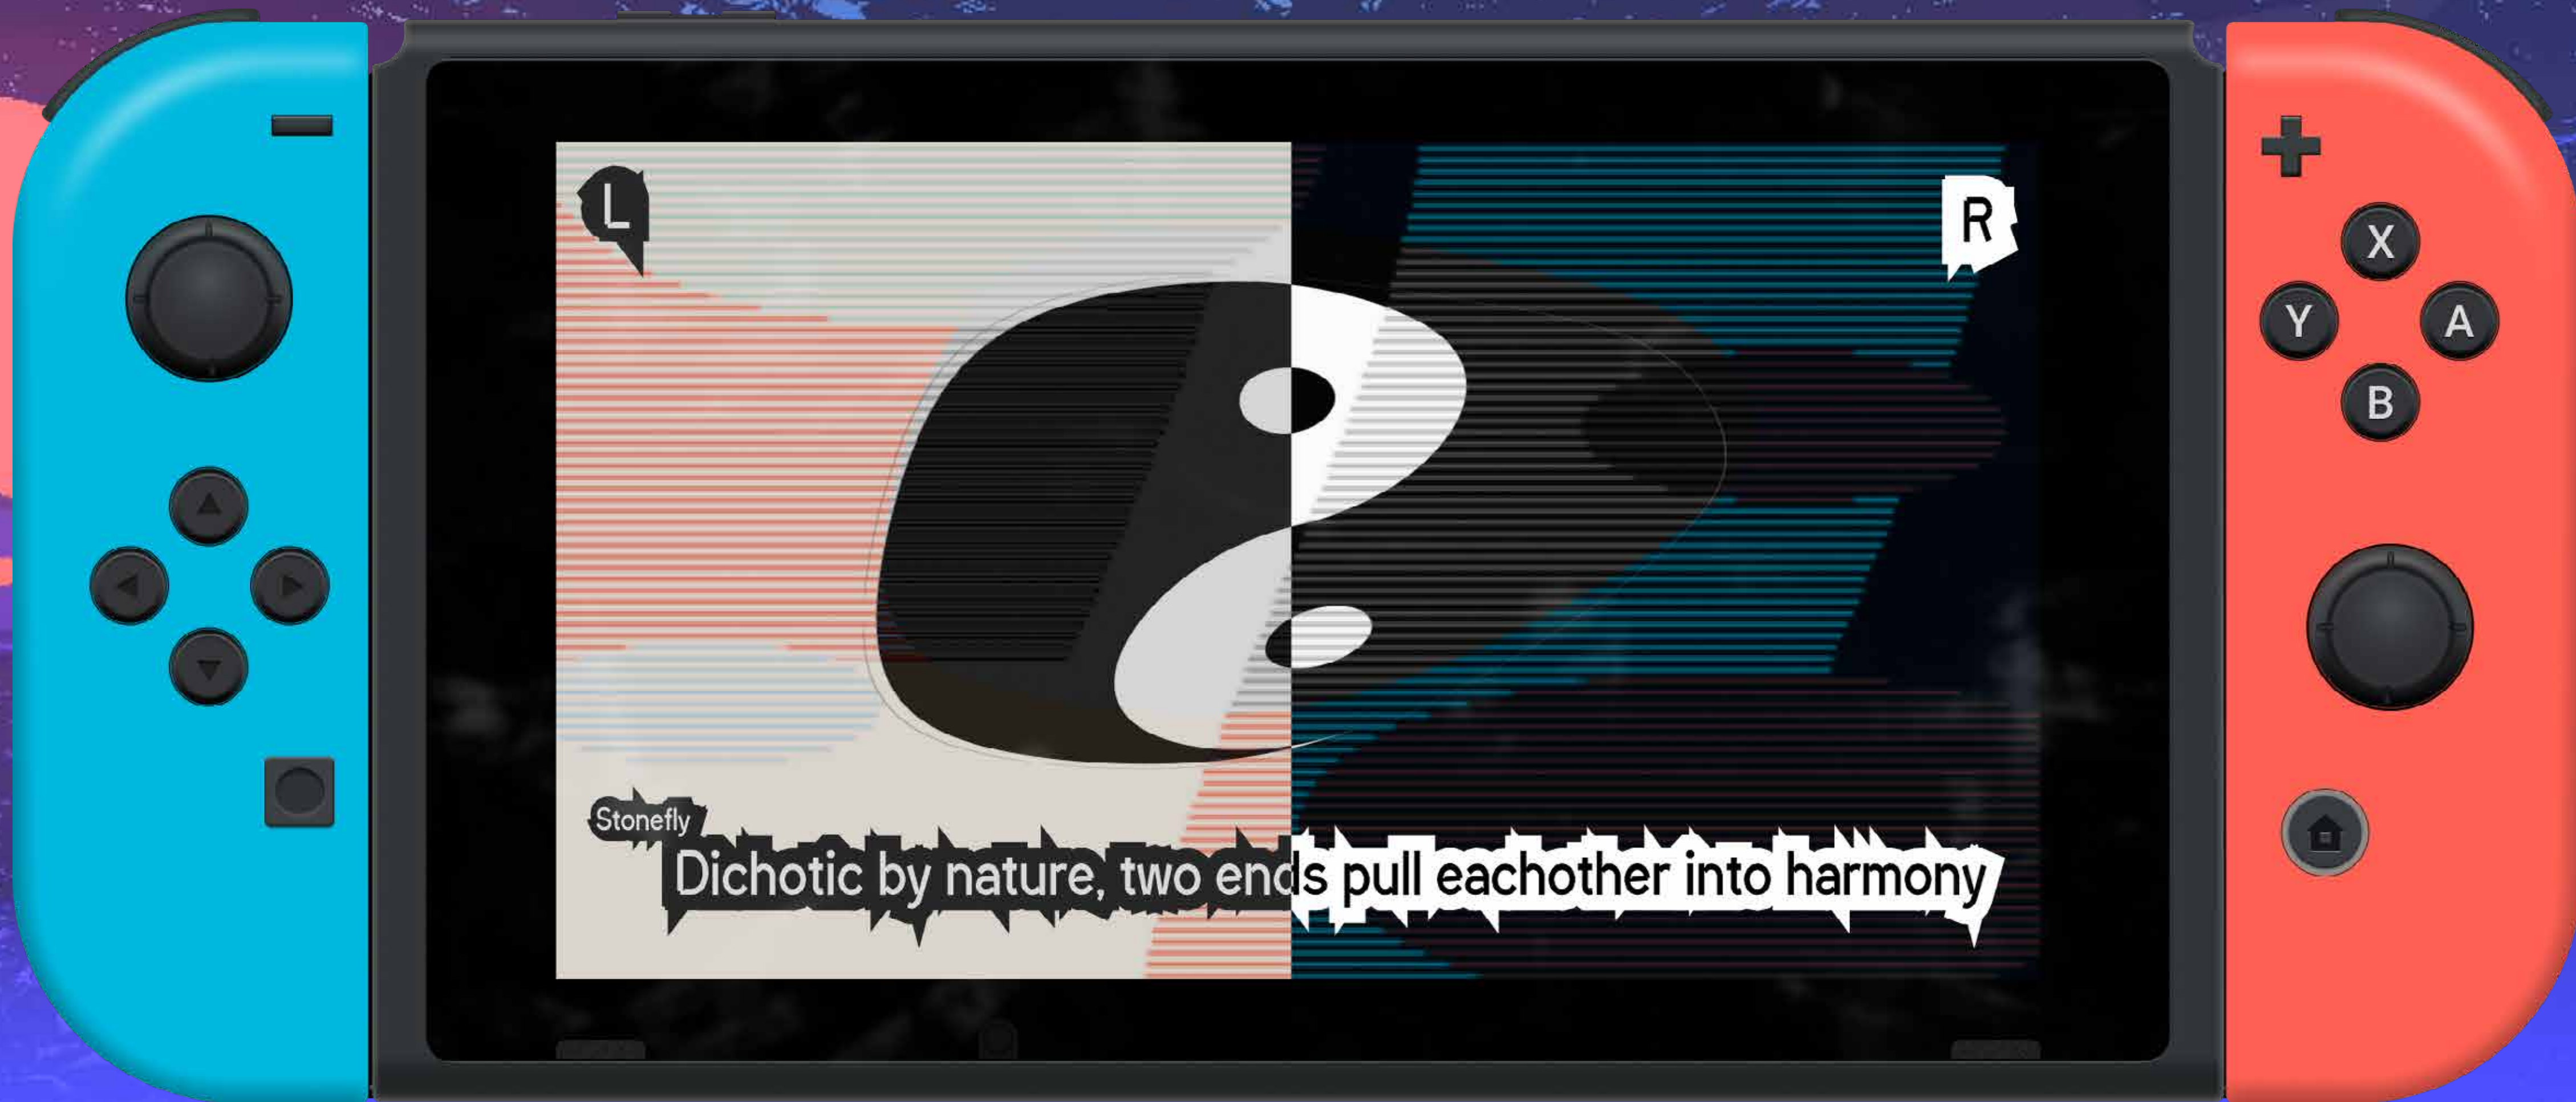 L
R
X
Y
A
B
Stonefly
Dichotic by nature, two ends pull eachother into harmony